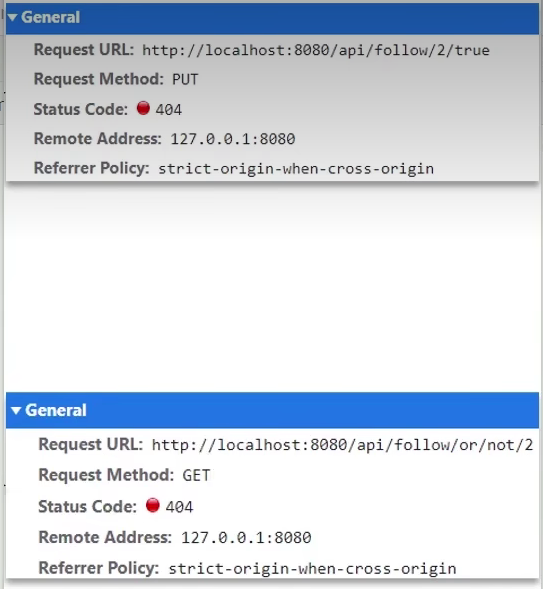 General
Request URL: http://localhost:8080/api/follow/2/true
Request Method: PUT
Status Code: 404
Remote Address: 127.0.0.1:8080
Referrer Policy: strict-origin-when-cross-origin
General
Request URL: http://localhost:8080/api/follow/or/not/2
Request Method: GET
Status Code: 404
Remote Address: 127.0.0.1:8080
Referrer Policy: strict-origin-when-cross-origin